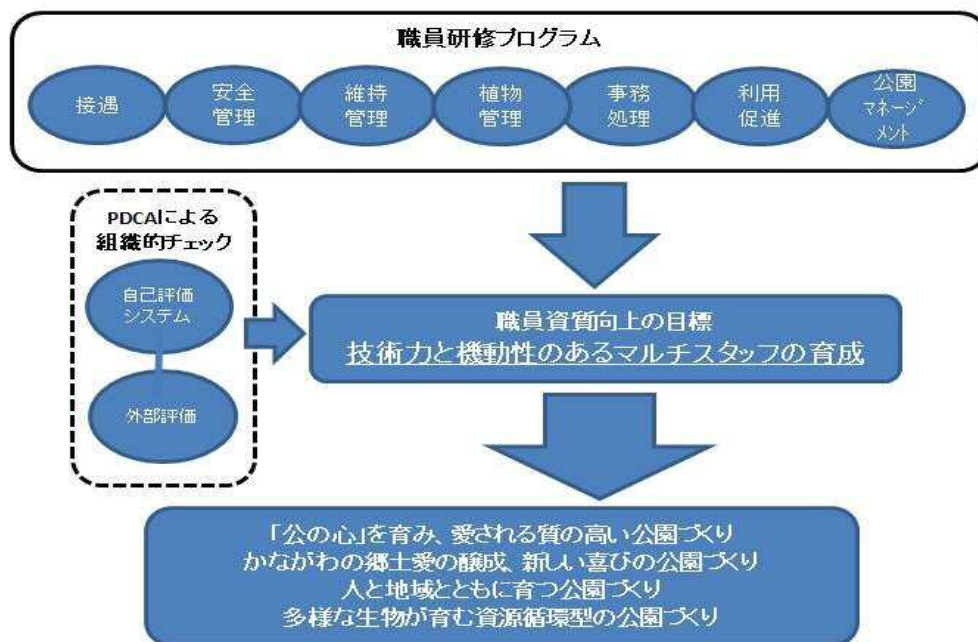 職員研修プログラム
接遇
安全
管理
維持
管理
植物
管理
事務
処理
利用
促進
公園
マネージ
メント
PDCAによる
組織的チェック
自己評価
システム
外部評価
職員資質向上の目標
技術力と機動性のあるマルチスタッフの育成
「公の心」を育み、愛される質の高い公園づくり
かながわの郷土愛の醸成、新しい喜びの公園づくり
人と地域とともに育つ公園づくり
多様な生物が育む資源循環型の公園づくり